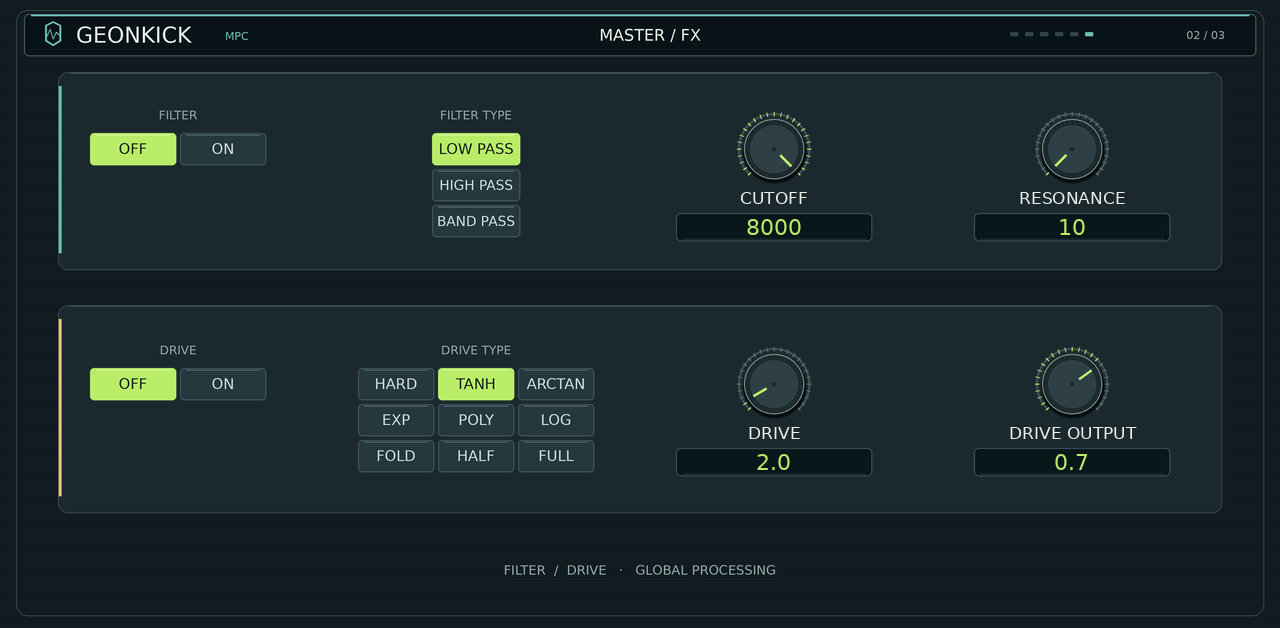 GEONKICK MPC MASTER / FX 02 / 03
FILTER FILTER TYPE
OFF ON LOW PASS
HIGH PASS
BAND PASS
CUTOFF RESONANCE
8000 10
DRIVE DRIVE TYPE
OFF ON HARD TANH ARCTAN
EXP POLY LOG
FOLD HALF FULL
DRIVE DRIVE OUTPUT
2.0 0.7
FILTER / DRIVE · GLOBAL PROCESSING